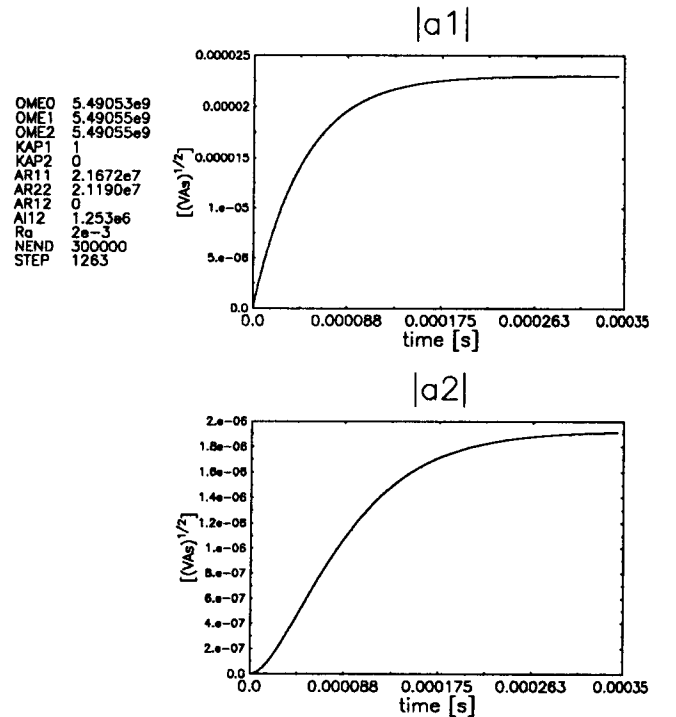 |a1|
OME0 5.49053e9
OME1 5.49055e9
OME2 5.49055e9
KAP1 1
KAP2 0
AR11 2.1672e7
AR22 2.1190e7
AR12 0
AI12 1.253e6
Ra 2e-3
NEND 300000
STEP 1263
[(VAs)^1/2]
0.000025
0.00002
0.000015
1.e-05
5.e-06
0.0
0.0 0.000088 0.000175 0.000263 0.00035
time [s]
|a2|
[(VAs)^1/2]
2.e-06
1.8e-06
1.6e-06
1.4e-06
1.2e-06
1.e-06
8.e-07
6.e-07
4.e-07
2.e-07
0.0
0.0 0.000088 0.000175 0.000263 0.00035
time [s]